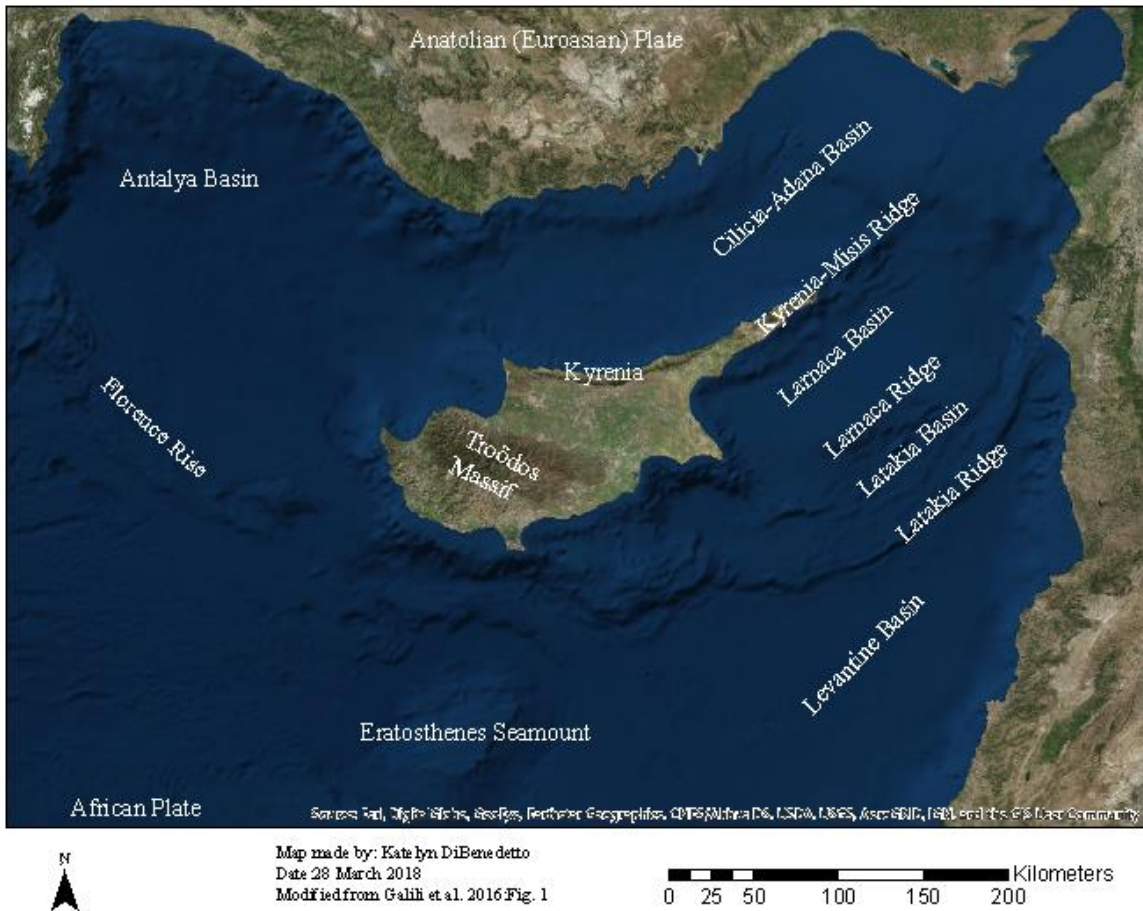 Anatolian (Euroasian) Plate
Antalya Basin
Cilicia-Adana Basin
Kyrenia-Misis Ridge
Larnaca Basin
Larnaca Ridge
Latakia Basin
Latakia Ridge
Kyrenia
Troödos
Massif
Florence Rise
Levantine Basin
Eratosthenes Seamount
African Plate
N
Map made by: Katelyn DiBenedetto
Date 28 March 2018
Modified from Galili et al. 2016:Fig. 1
Kilometers
0 25 50 100 150 200